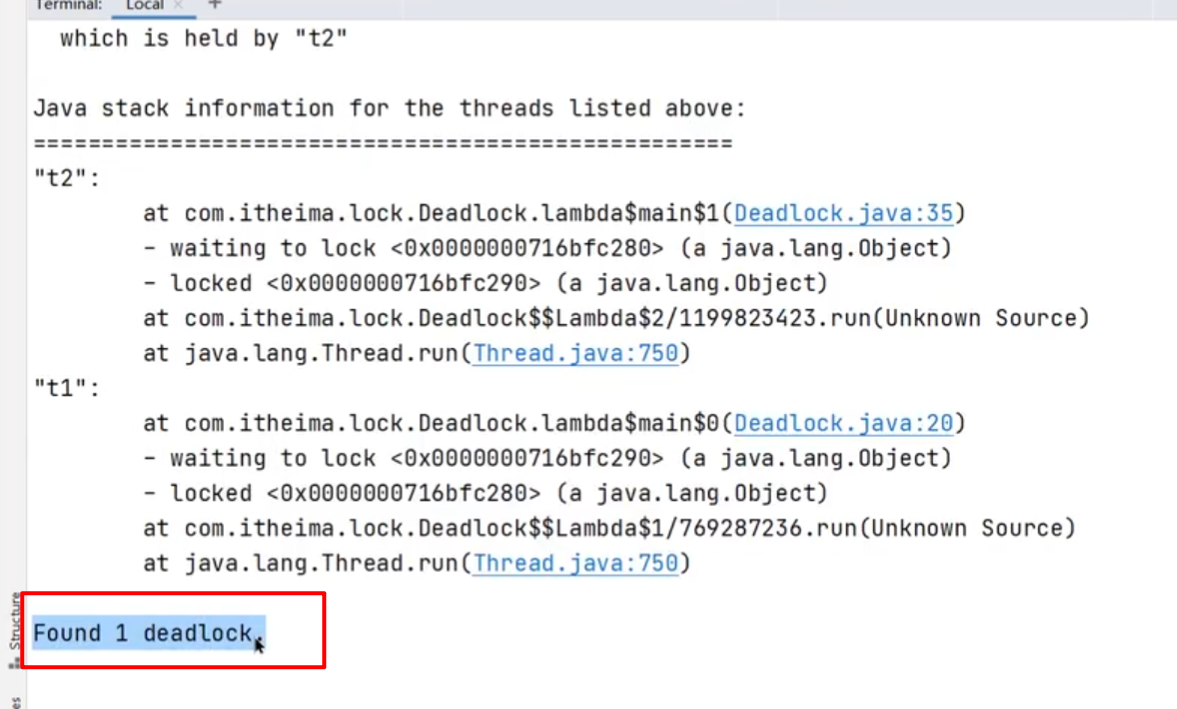 Terminal: Local × +
which is held by "t2"
Java stack information for the threads listed above:
===================================================
"t2":
at com.itheima.lock.Deadlock.lambda$main$1(Deadlock.java:35)
- waiting to lock <0x0000000716bfc280> (a java.lang.Object)
- locked <0x0000000716bfc290> (a java.lang.Object)
at com.itheima.lock.Deadlock$$Lambda$2/1199823423.run(Unknown Source)
at java.lang.Thread.run(Thread.java:750)
"t1":
at com.itheima.lock.Deadlock.lambda$main$0(Deadlock.java:20)
- waiting to lock <0x0000000716bfc290> (a java.lang.Object)
- locked <0x0000000716bfc280> (a java.lang.Object)
at com.itheima.lock.Deadlock$$Lambda$1/769287236.run(Unknown Source)
at java.lang.Thread.run(Thread.java:750)
Found 1 deadlock.
Structure